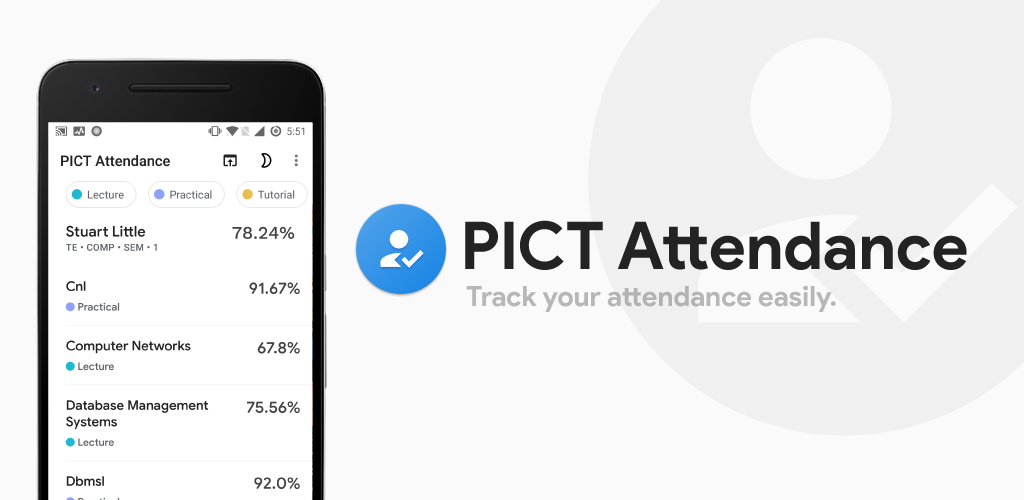 5:51
PICT Attendance
Lecture Practical Tutorial
Stuart Little 78.24%
TE • COMP • SEM • 1
Cnl 91.67%
Practical
Computer Networks 67.8%
Lecture
Database Management 75.56%
Systems
Lecture
Dbmsl 92.0%
PICT Attendance
Track your attendance easily.